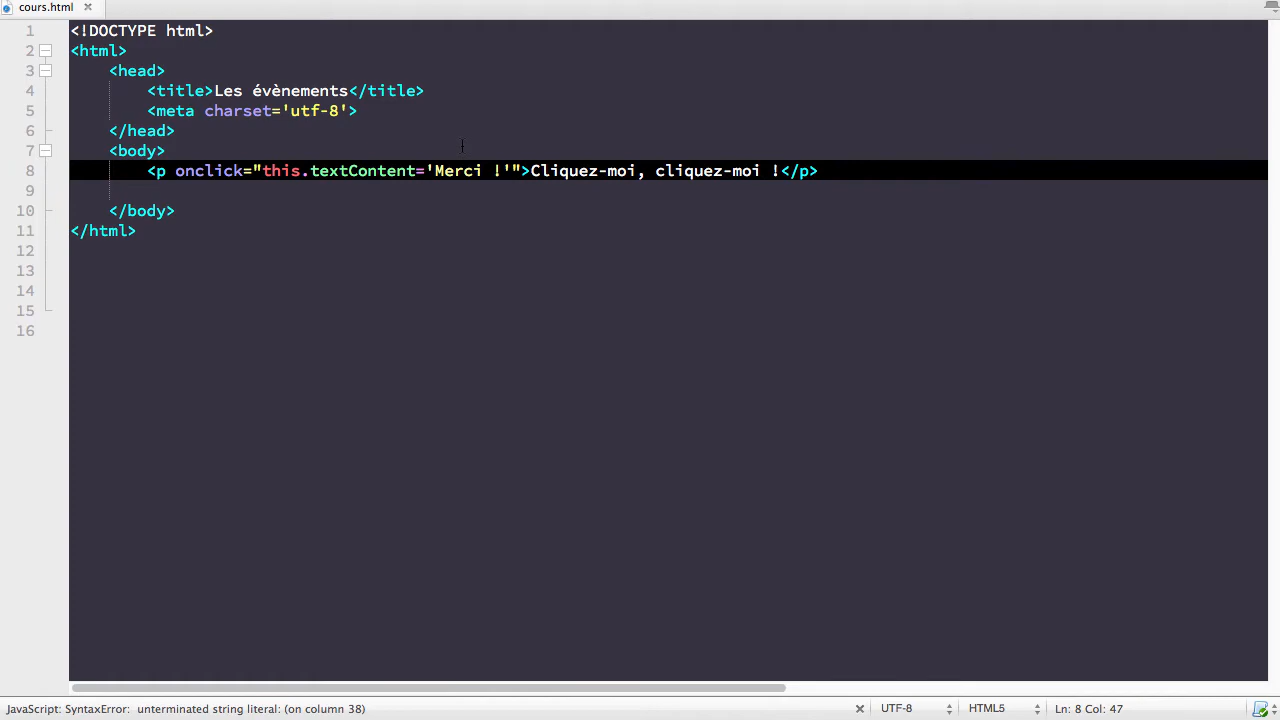 cours.html
1 <!DOCTYPE html>
2 <html>
3 <head>
4 <title>Les évènements</title>
5 <meta charset='utf-8'>
6 </head>
7 <body>
8 <p onclick="this.textContent='Merci !'">Cliquez-moi, cliquez-moi !</p>
9
10 </body>
11 </html>
12
13
14
15
16
JavaScript: SyntaxError: unterminated string literal: (on column 38) UTF-8 HTML5 Ln: 8 Col: 47